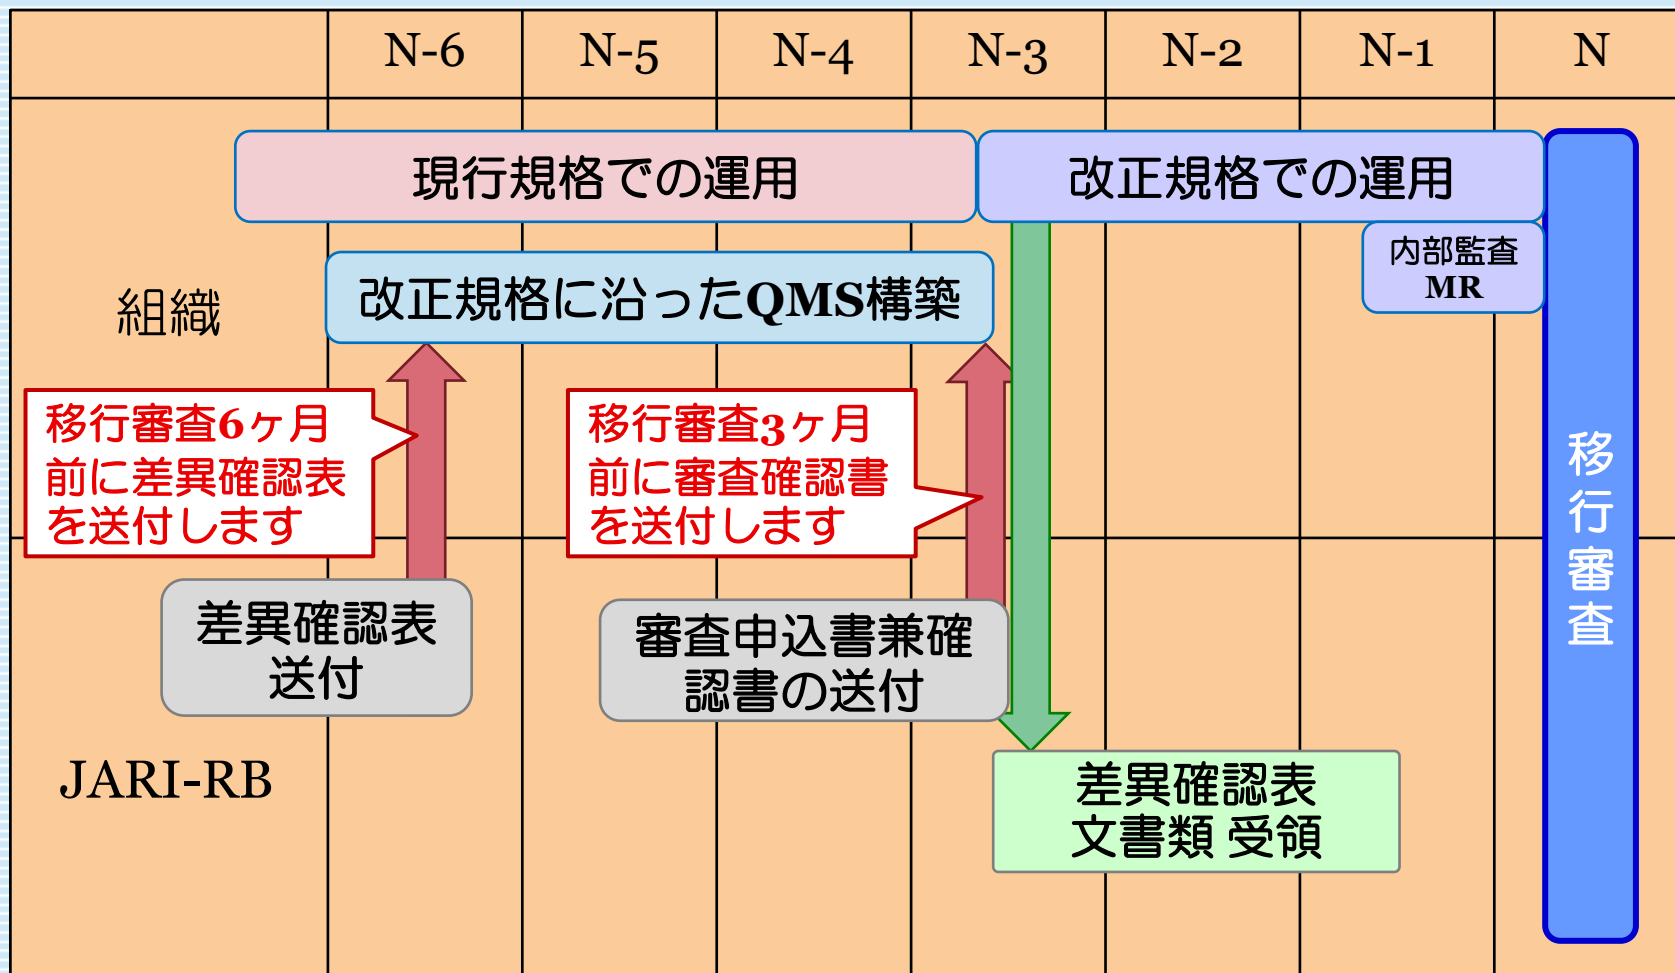 N-6 N-5 N-4 N-3 N-2 N-1 N
現行規格での運用
改正規格での運用
内部監査
MR
組織
改正規格に沿ったQMS構築
移行審査6ヶ月
前に差異確認表
を送付します
移行審査3ヶ月
前に審査確認書
を送付します
移行審査
差異確認表
送付
審査申込書兼確
認書の送付
JARI-RB
差異確認表
文書類 受領